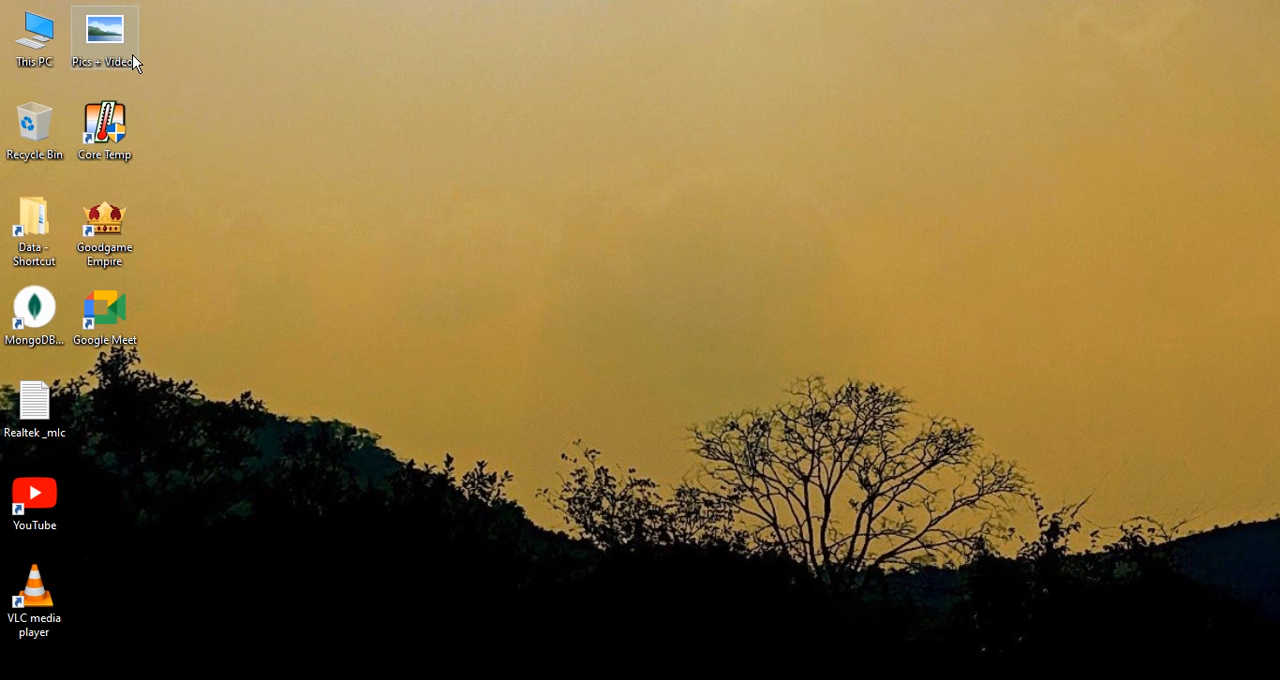 This PC
Pics + Video
Recycle Bin
Core Temp
Data -
Shortcut
Goodgame
Empire
MongoDB...
Google Meet
Realtek _mlc
YouTube
VLC media
player